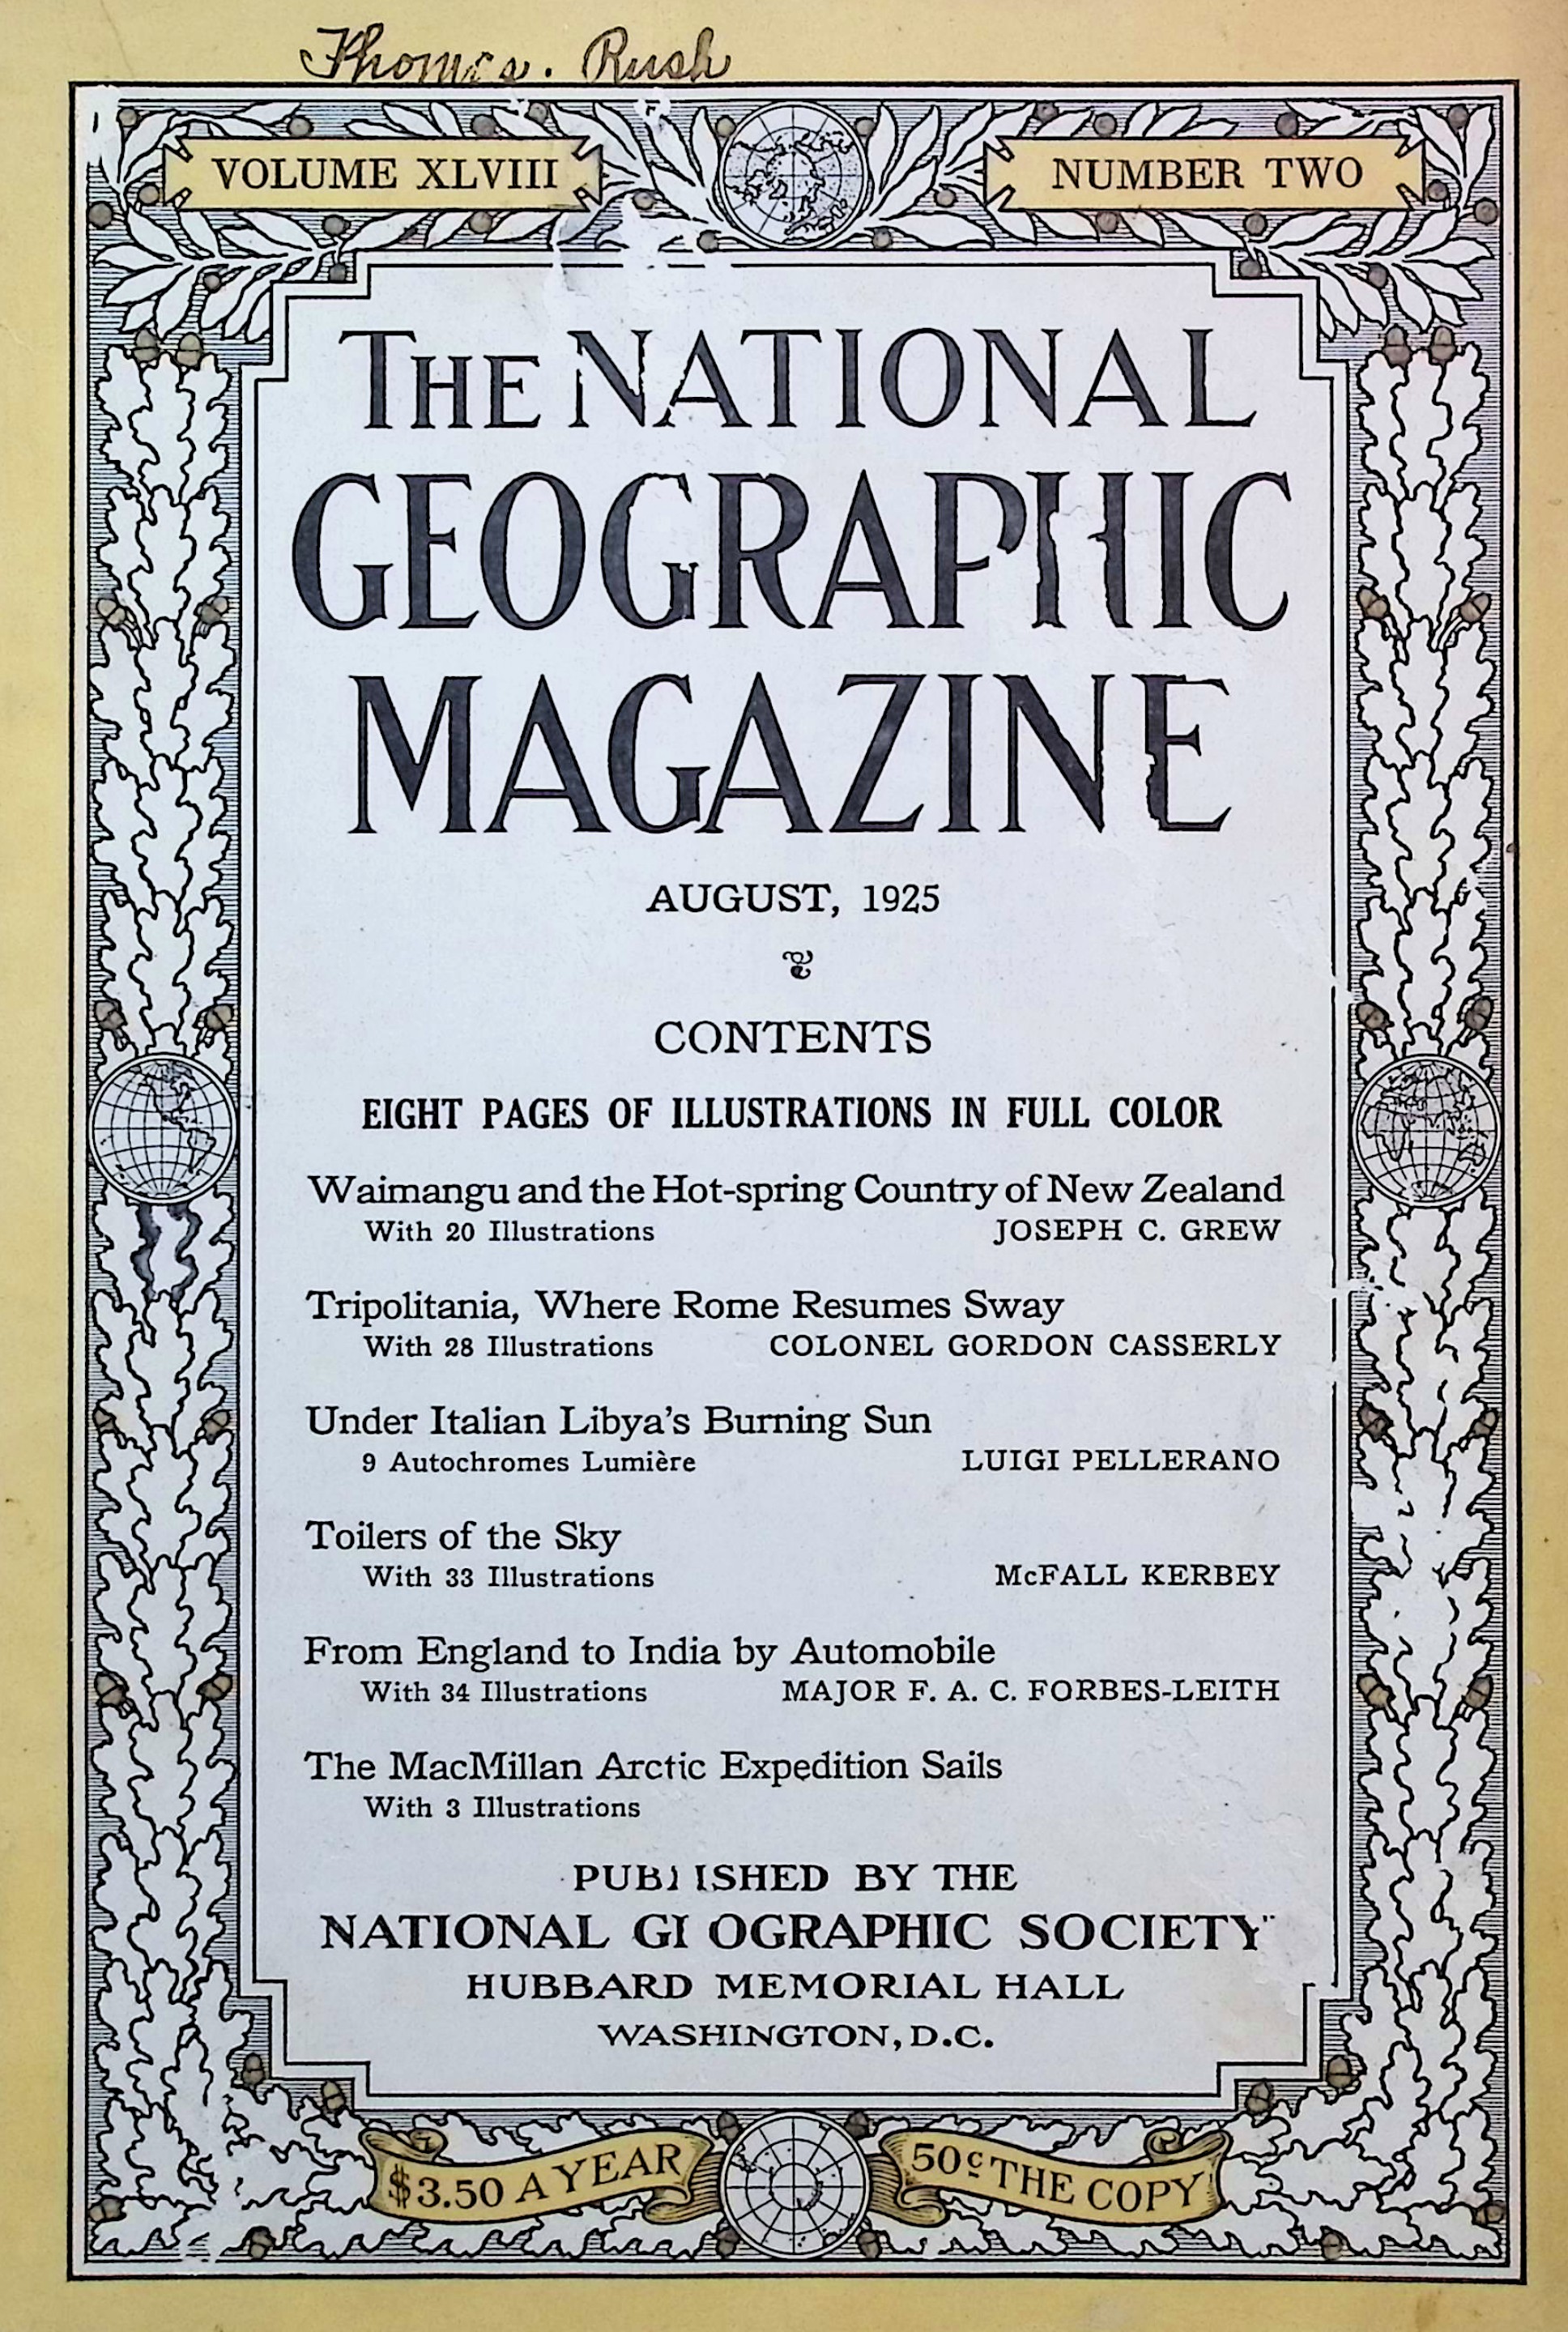 Thomas. Rush
VOLUME XLVIII
NUMBER TWO
THE NATIONAL
GEOGRAPHIC
MAGAZINE
AUGUST, 1925
CONTENTS
EIGHT PAGES OF ILLUSTRATIONS IN FULL COLOR
Waimangu and the Hot-spring Country of New Zealand
With 20 Illustrations JOSEPH C. GREW
Tripolitania, Where Rome Resumes Sway
With 28 Illustrations COLONEL GORDON CASSERLY
Under Italian Libya's Burning Sun
9 Autochromes Lumière LUIGI PELLERANO
Toilers of the Sky
With 33 Illustrations McFALL KERBEY
From England to India by Automobile
With 34 Illustrations MAJOR F. A. C. FORBES-LEITH
The MacMillan Arctic Expedition Sails
With 3 Illustrations
PUBLISHED BY THE
NATIONAL GEOGRAPHIC SOCIETY
HUBBARD MEMORIAL HALL
WASHINGTON, D.C.
$3.50 A YEAR
50c THE COPY